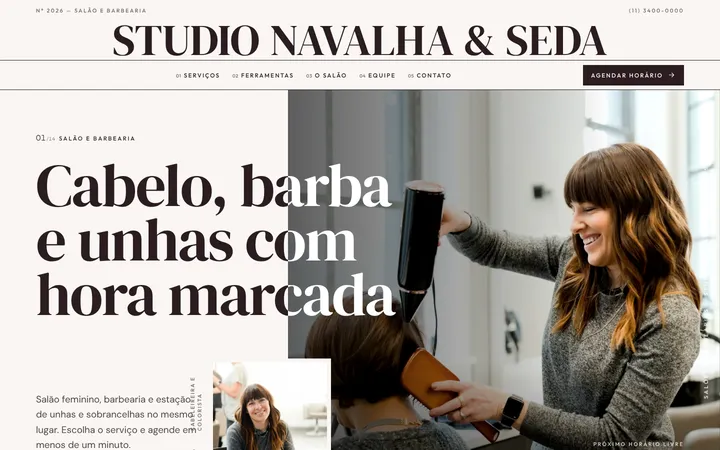 Nº 2026 — SALÃO E BARBEARIA
(11) 3400-0000
STUDIO NAVALHA & SEDA
01 SERVIÇOS
02 FERRAMENTAS
03 O SALÃO
04 EQUIPE
05 CONTATO
AGENDAR HORÁRIO →
01/14 SALÃO E BARBEARIA
Cabelo, barba
e unhas com
hora marcada
Salão feminino, barbearia e estação
de unhas e sobrancelhas no mesmo
lugar. Escolha o serviço e agende em
menos de um minuto.
COLORISTA
PRÓXIMO HORÁRIO LIVRE